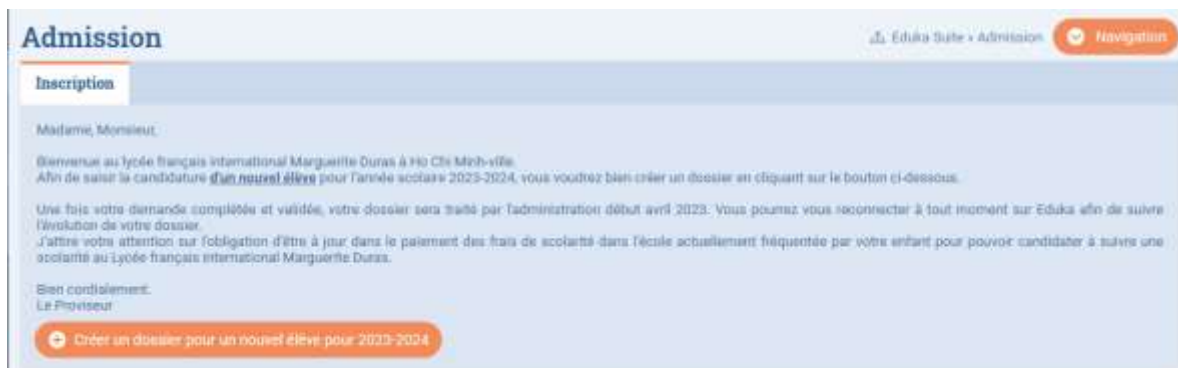 Admission
Eduka Suite » Admission
Navigation
Inscription
Madame, Monsieur,
Bienvenue au lycée français international Marguerite Duras à Ho Chi Minh-ville.
Afin de saisir la candidature d'un nouvel élève pour l'année scolaire 2023-2024, vous voudrez bien créer un dossier en cliquant sur le bouton ci-dessous.
Une fois votre demande complétée et validée, votre dossier sera traité par l'administration début avril 2023. Vous pourrez vous reconnecter à tout moment sur Eduka afin de suivre
l'évolution de votre dossier.
J'attire votre attention sur l'obligation d'être à jour dans le paiement des frais de scolarité dans l'école actuellement fréquentée par votre enfant pour pouvoir candidater à suivre une
scolarité au Lycée français international Marguerite Duras.
Bien cordialement.
Le Proviseur
Créer un dossier pour un nouvel élève pour 2023-2024